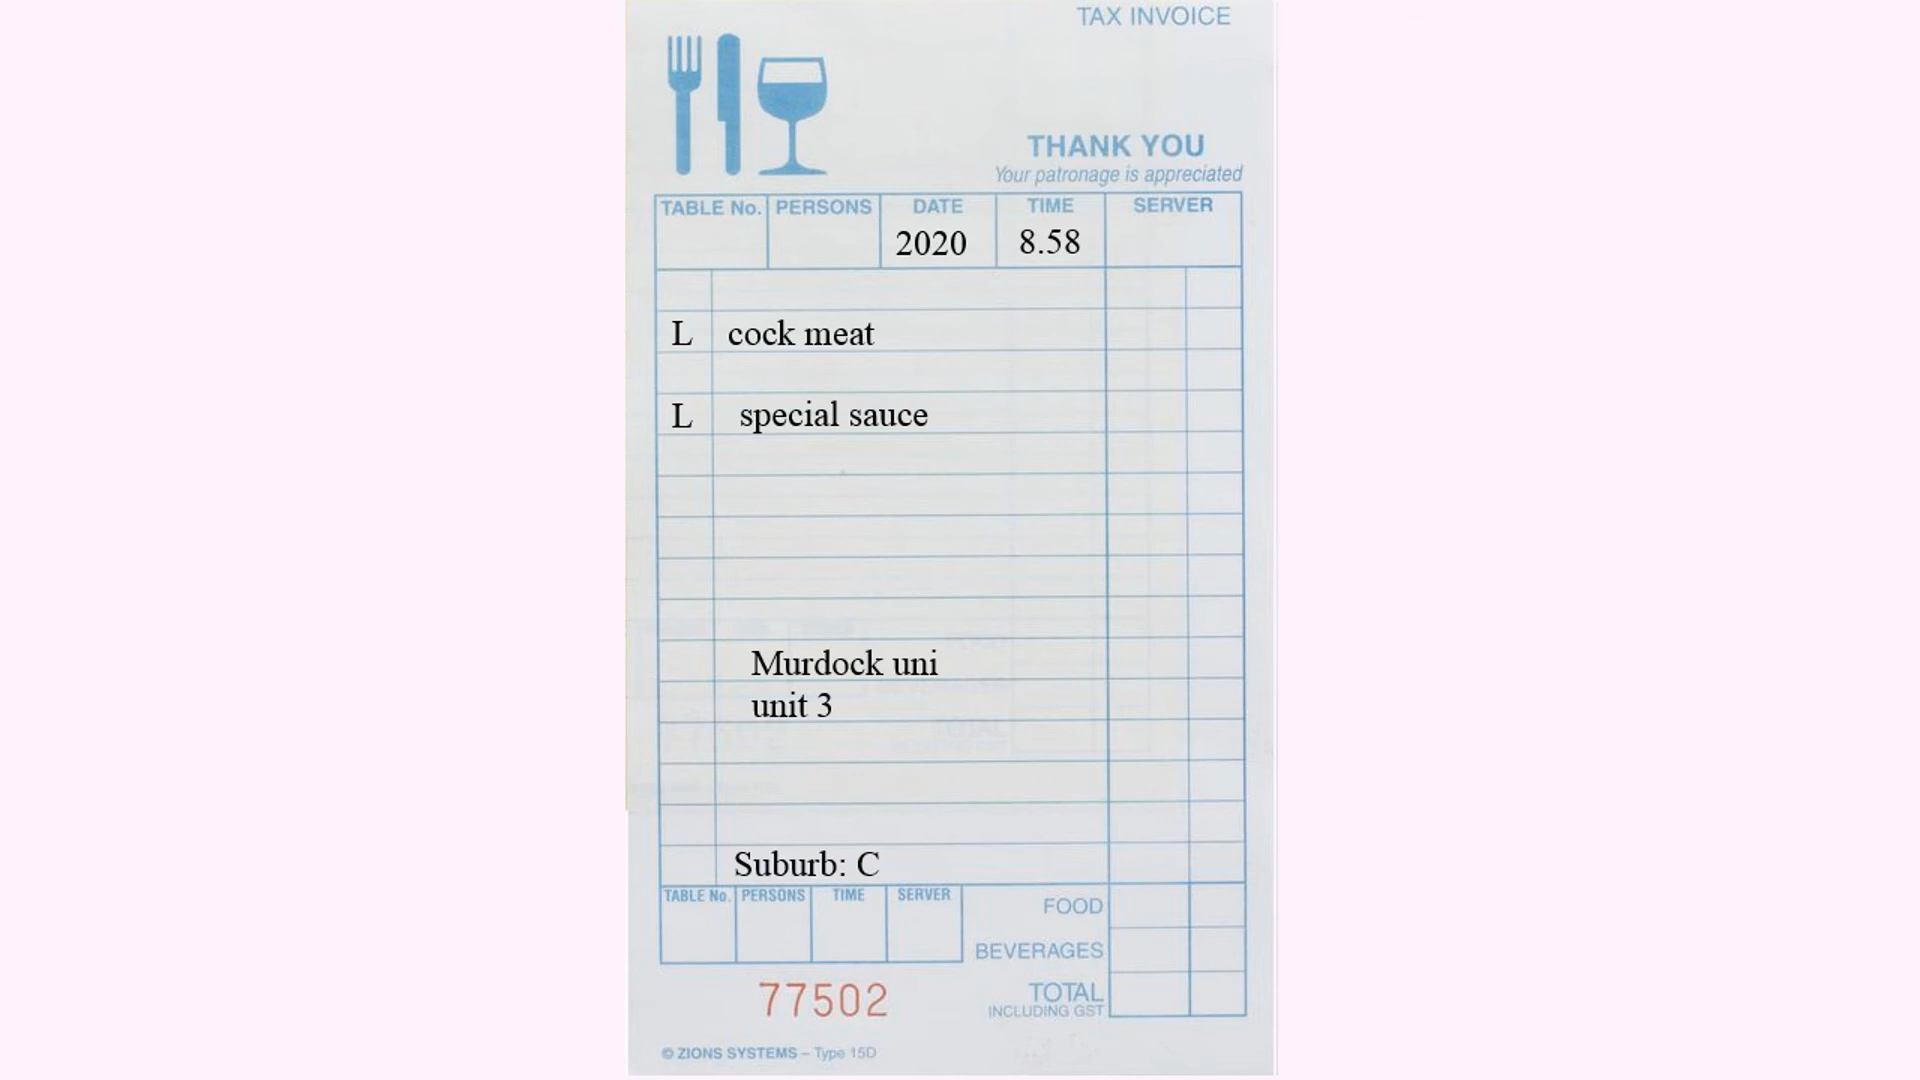 TAX INVOICE
THANK YOU
Your patronage is appreciated
TABLE No. PERSONS DATE TIME SERVER
2020 8.58
L cock meat
L special sauce
Murdock uni
unit 3
Suburb: C
TABLE No. PERSONS TIME SERVER
FOOD
BEVERAGES
77502
TOTAL
INCLUDING GST
© ZIONS SYSTEMS – Type 15D